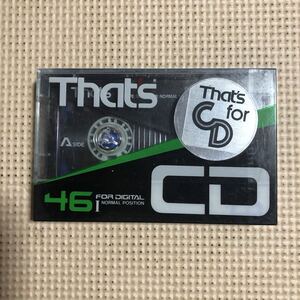 That's
That's
for
CD
NORMAL
A SIDE
46
I
FOR DIGITAL
NORMAL POSITION
CD